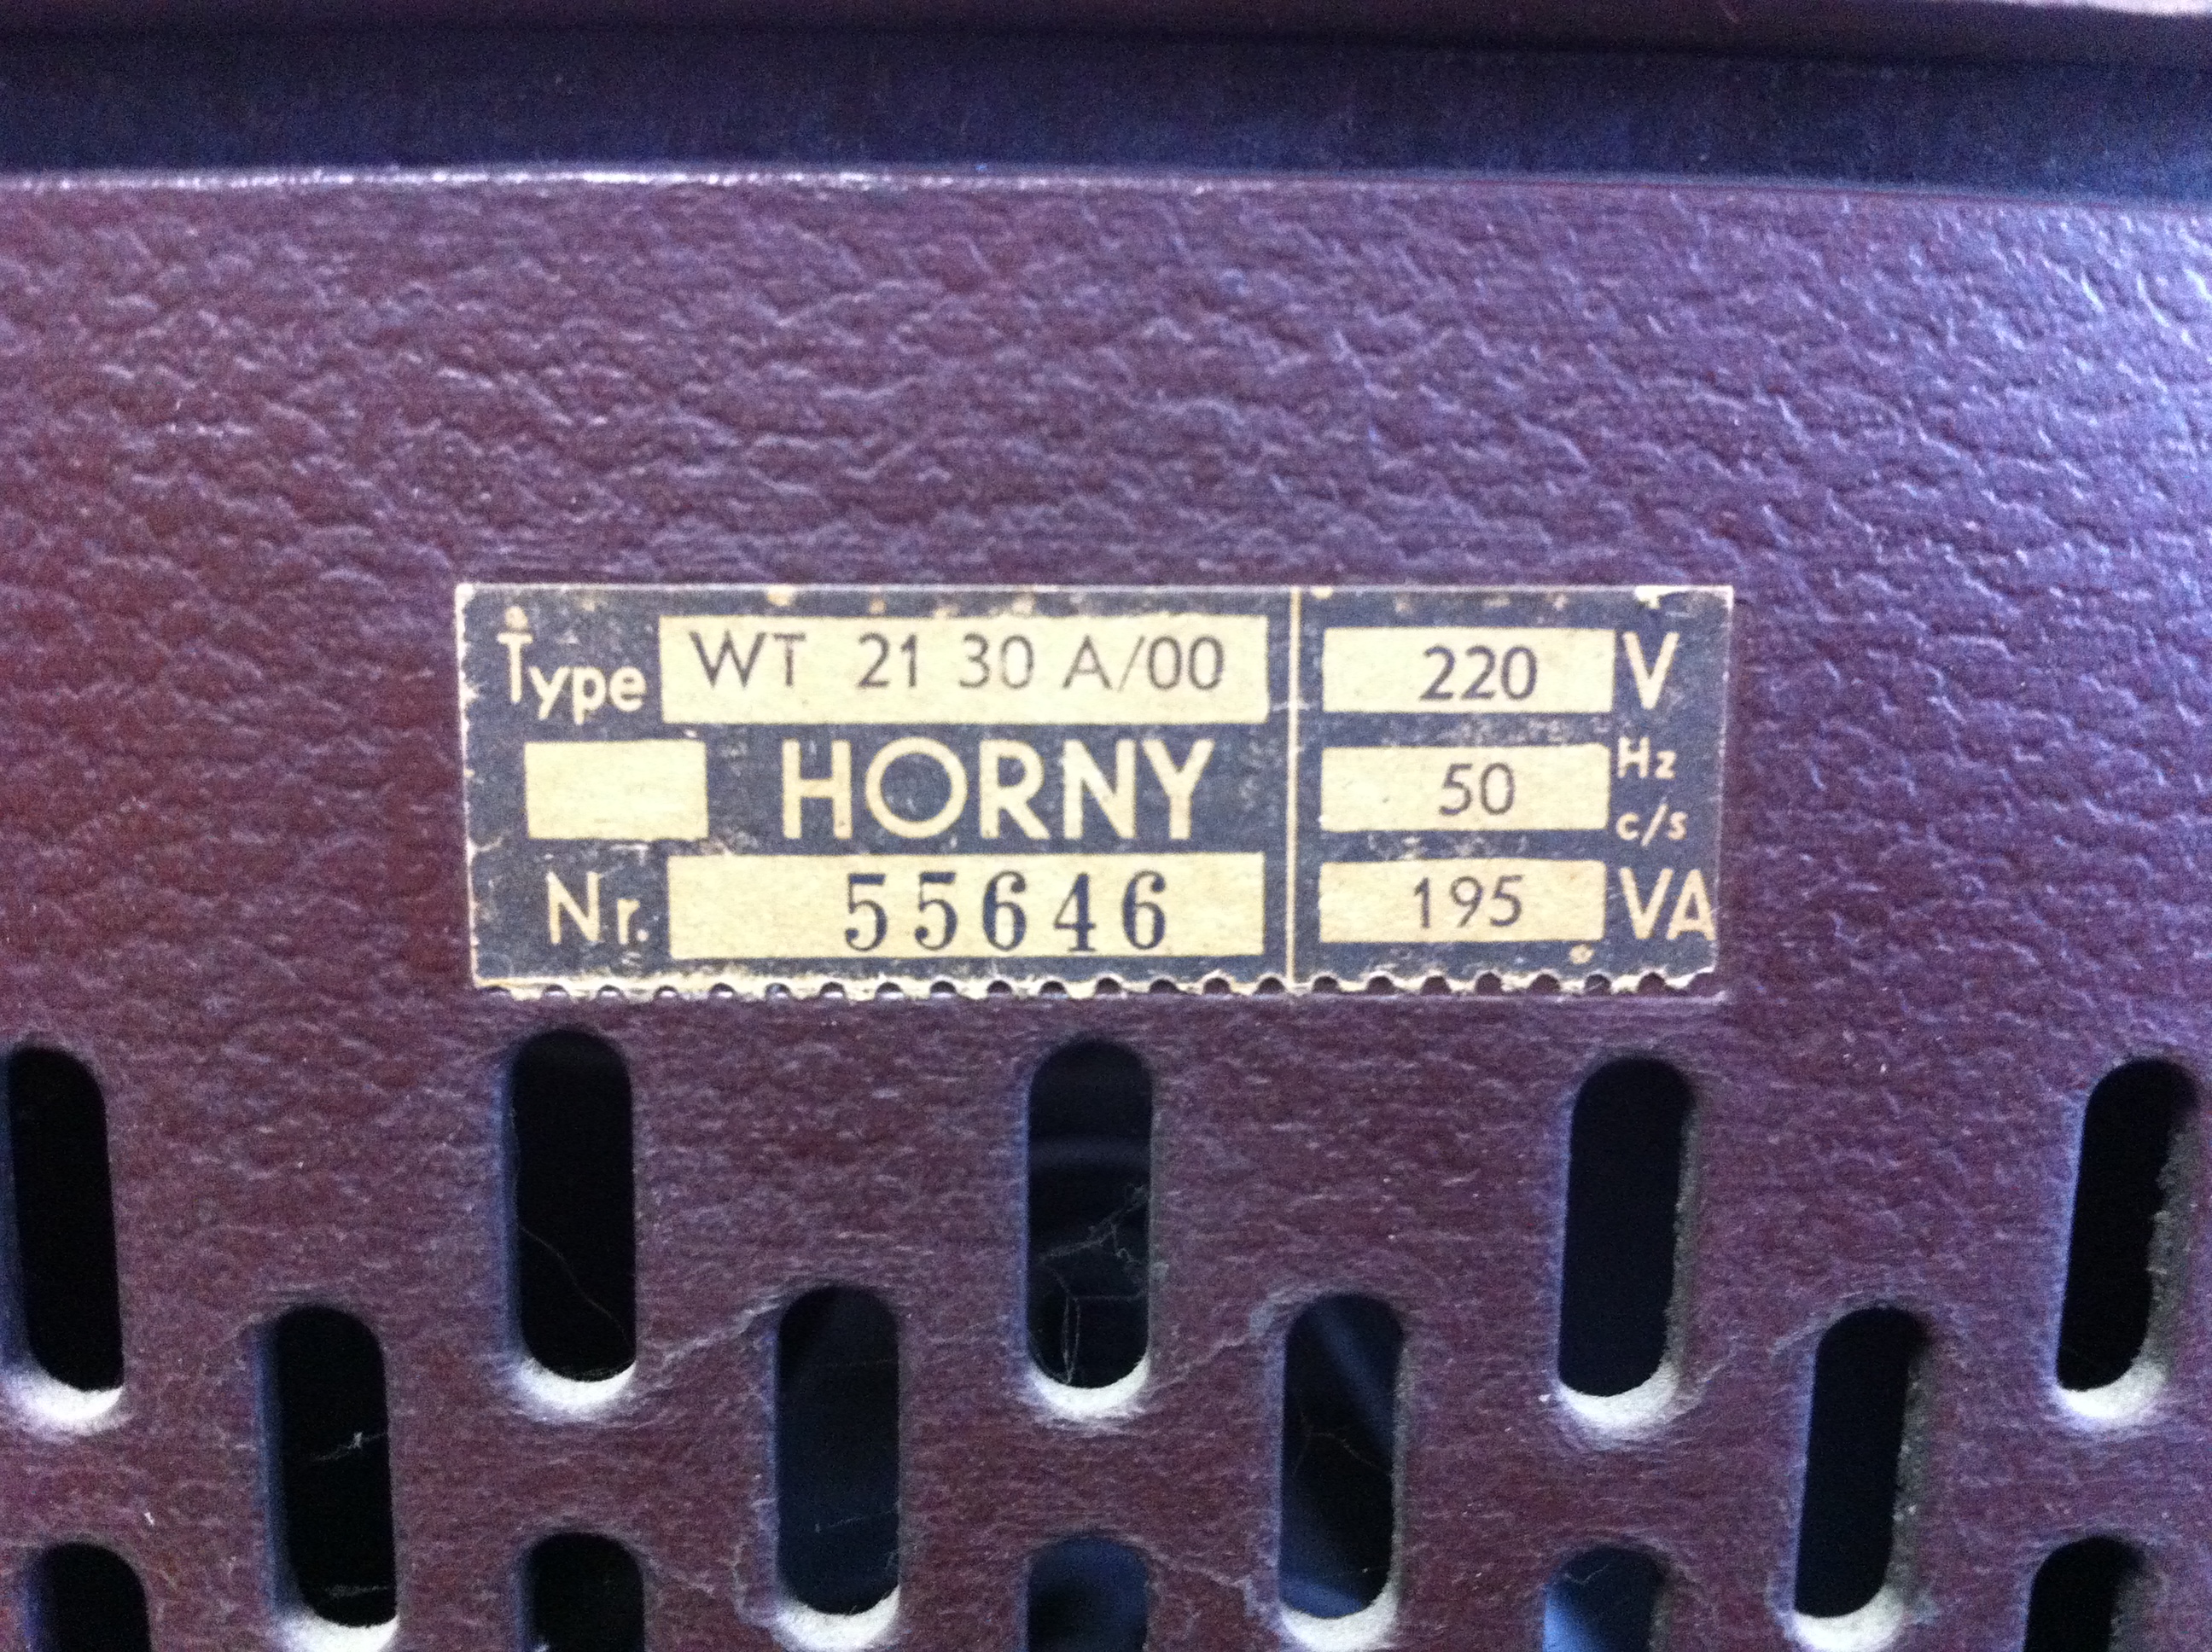 Type WT 21 30 A/00
HORNY
Nr. 55646
220 V
50 Hz
c/s
195 VA